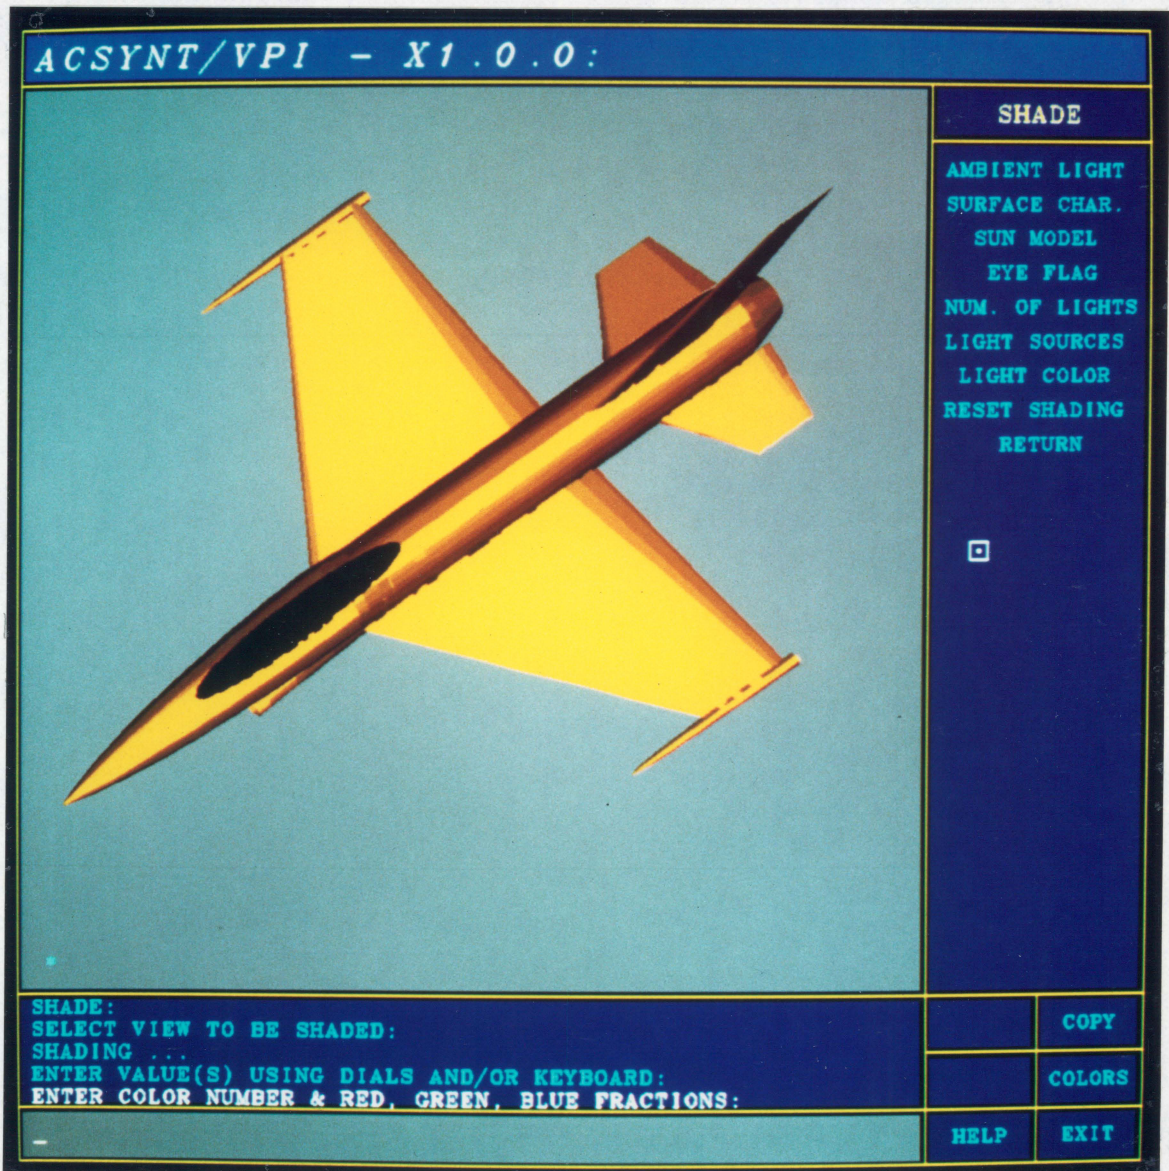 ACSYNT/VPI - X1.0.0:
SHADE
AMBIENT LIGHT
SURFACE CHAR.
SUN MODEL
EYE FLAG
NUM. OF LIGHTS
LIGHT SOURCES
LIGHT COLOR
RESET SHADING
RETURN
SHADE:
SELECT VIEW TO BE SHADED:
SHADING ...
ENTER VALUE(S) USING DIALS AND/OR KEYBOARD:
ENTER COLOR NUMBER & RED, GREEN, BLUE FRACTIONS:
COPY
COLORS
HELP
EXIT